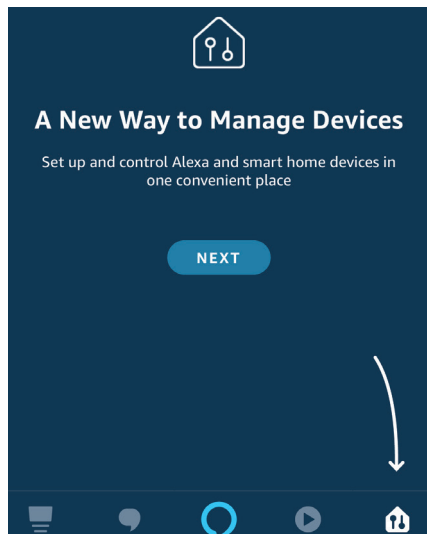 A New Way to Manage Devices
Set up and control Alexa and smart home devices in
one convenient place
NEXT